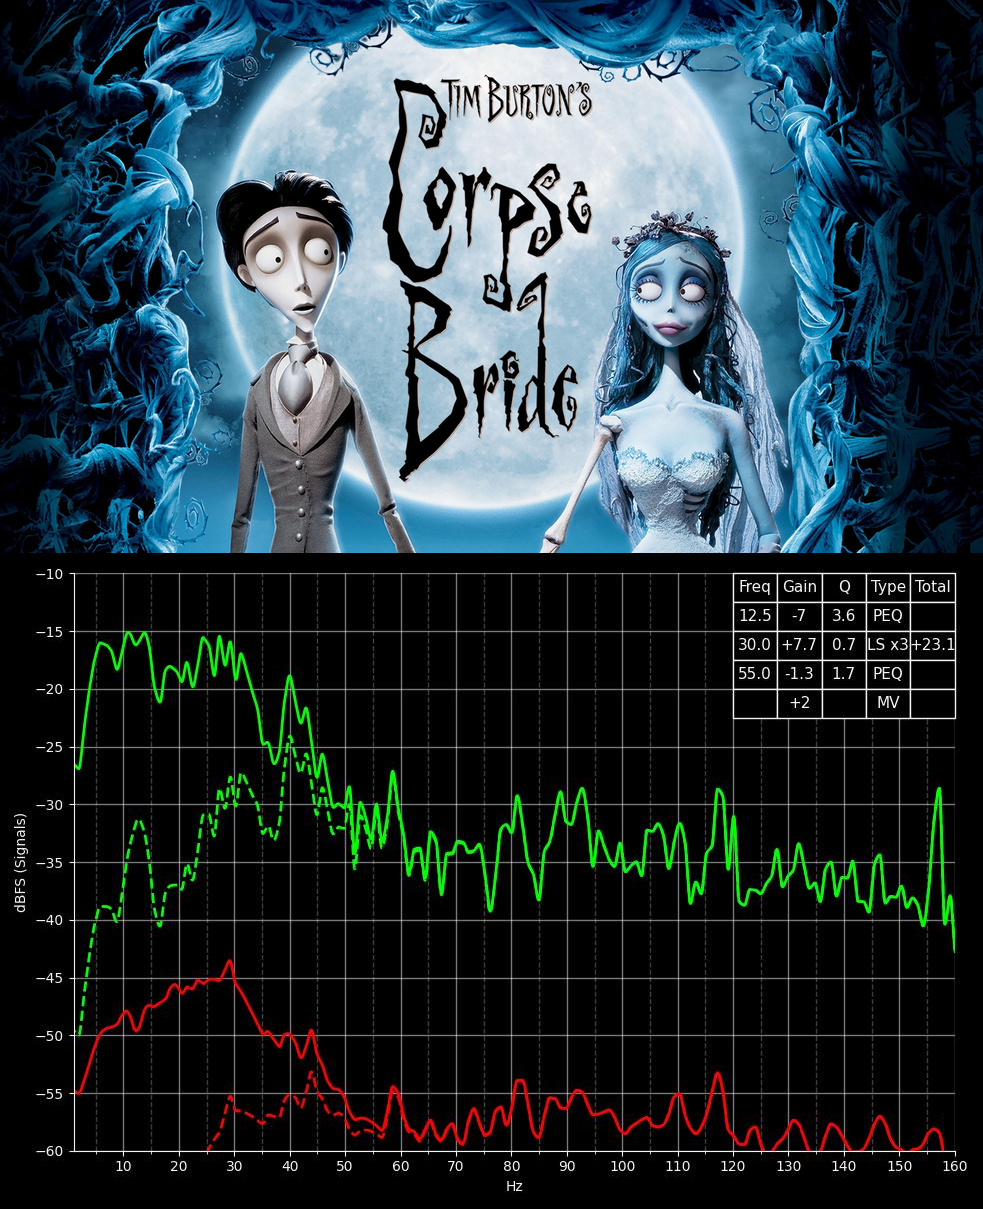 TIM BURTON'S
Corpse
Bride
Freq Gain Q Type Total
12.5 -7 3.6 PEQ
30.0 +7.7 0.7 LS x3 +23.1
55.0 -1.3 1.7 PEQ
+2 MV
−10
−15
−20
−25
−30
−35
−40
−45
−50
−55
−60
dBFS (Signals)
10 20 30 40 50 60 70 80 90 100 110 120 130 140 150 160
Hz